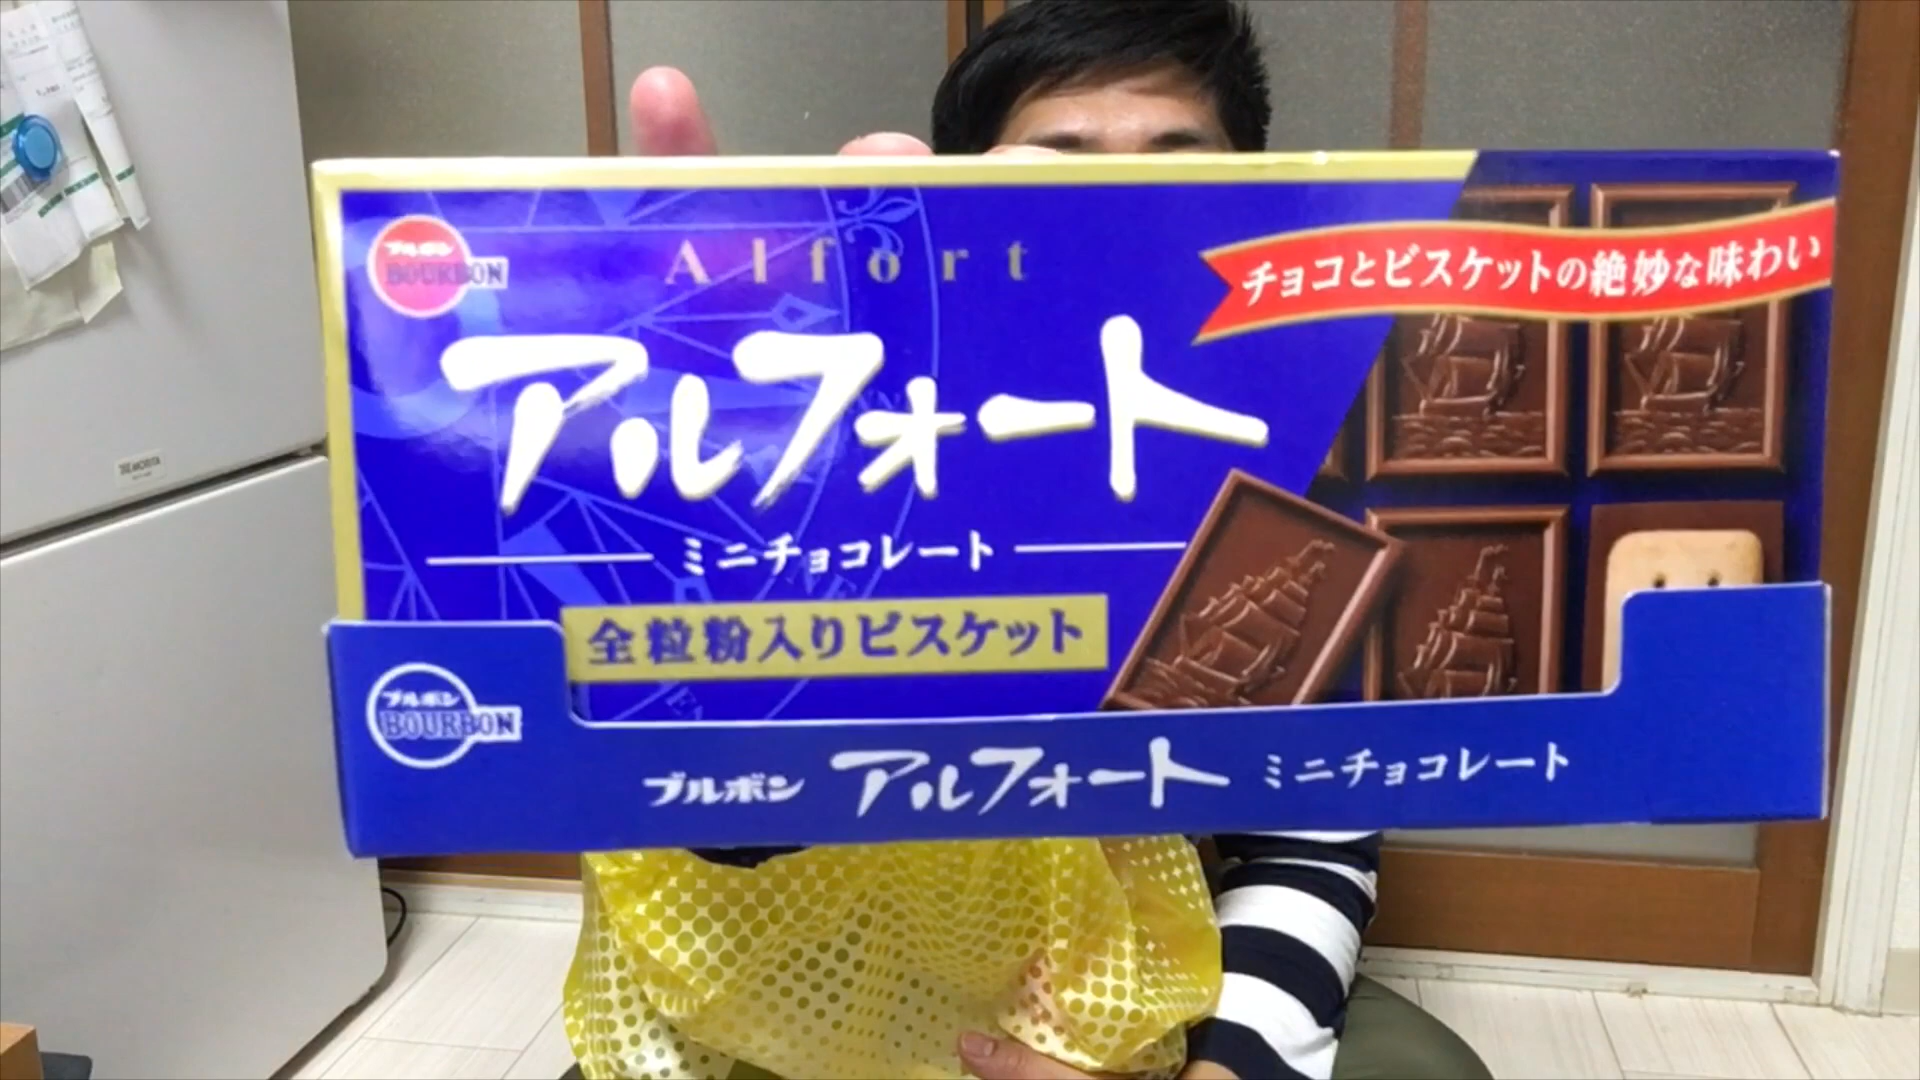 ブルボン
BOURBON
Alfort
チョコとビスケットの絶妙な味わい
アルフォート
ミニチョコレート
全粒粉入りビスケット
ブルボン
BOURBON
ブルボン アルフォート ミニチョコレート